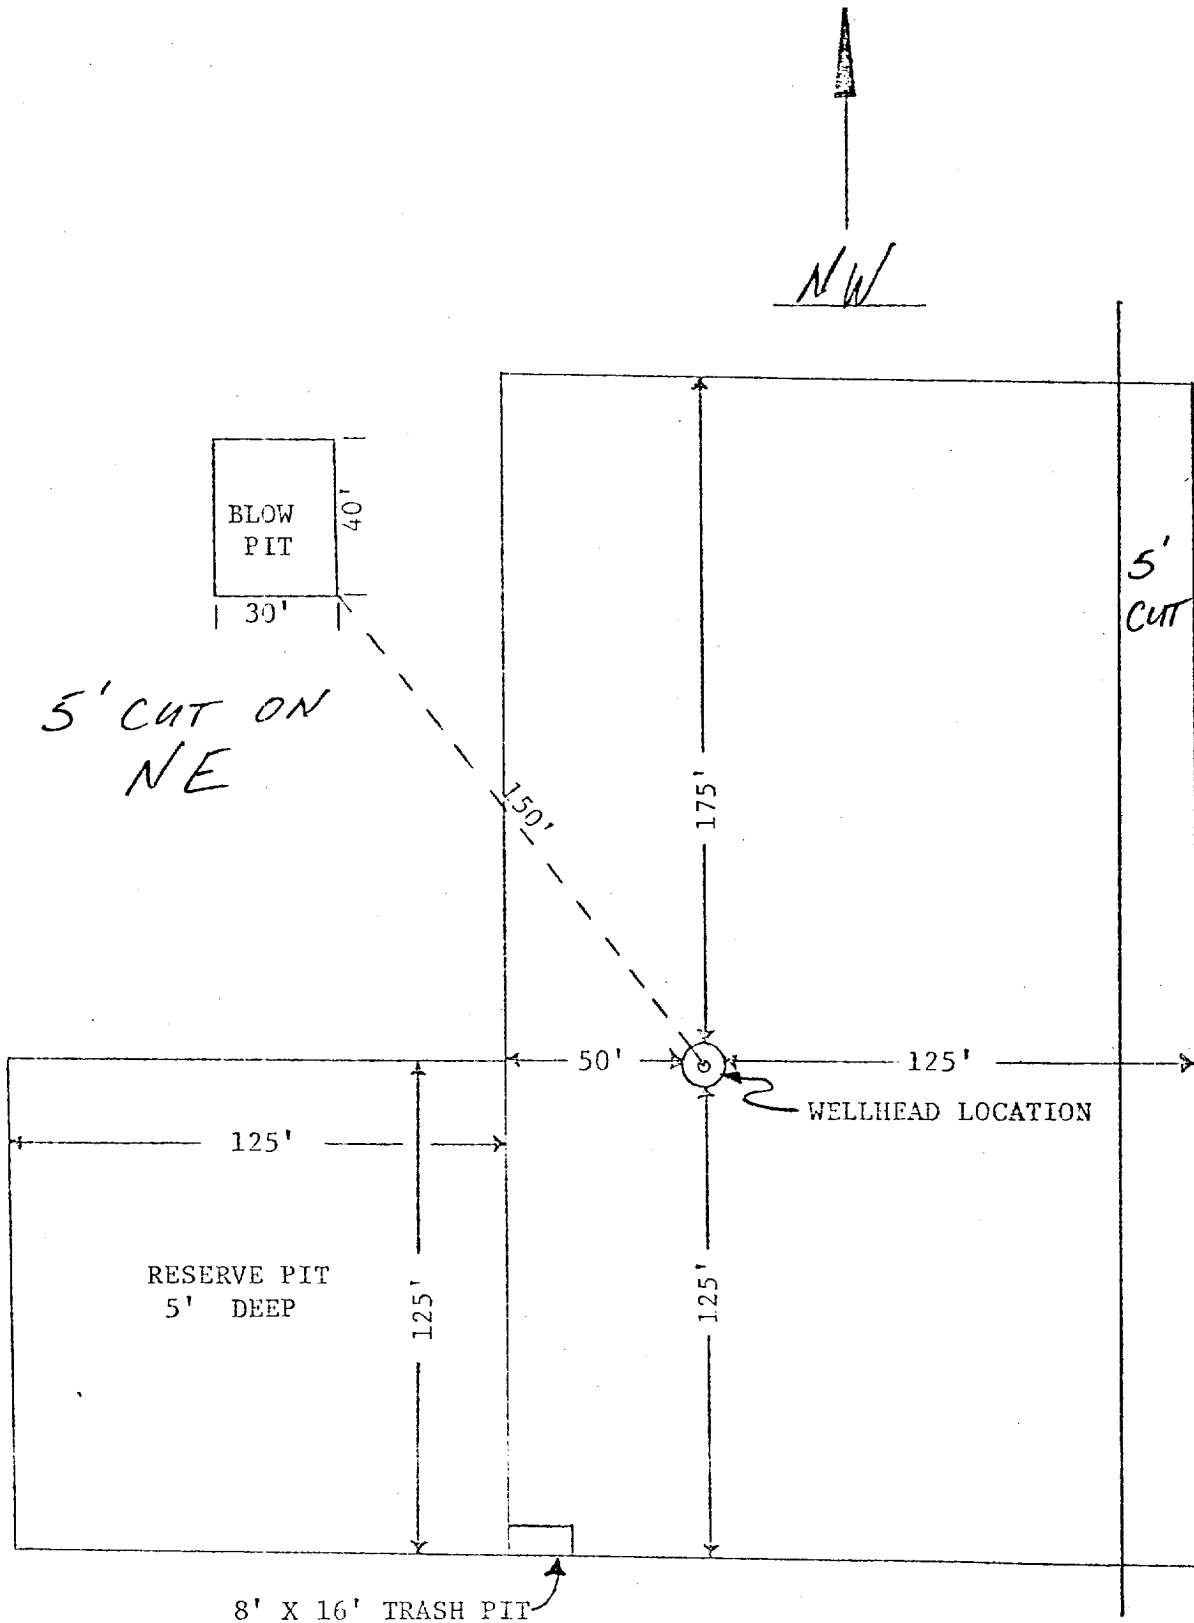 NW
BLOW
PIT
40'
30'
5'
CUT
5' CUT ON
NE
150'
175'
50'
125'
WELLHEAD LOCATION
125'
RESERVE PIT
5' DEEP
125'
125'
8' X 16' TRASH PIT